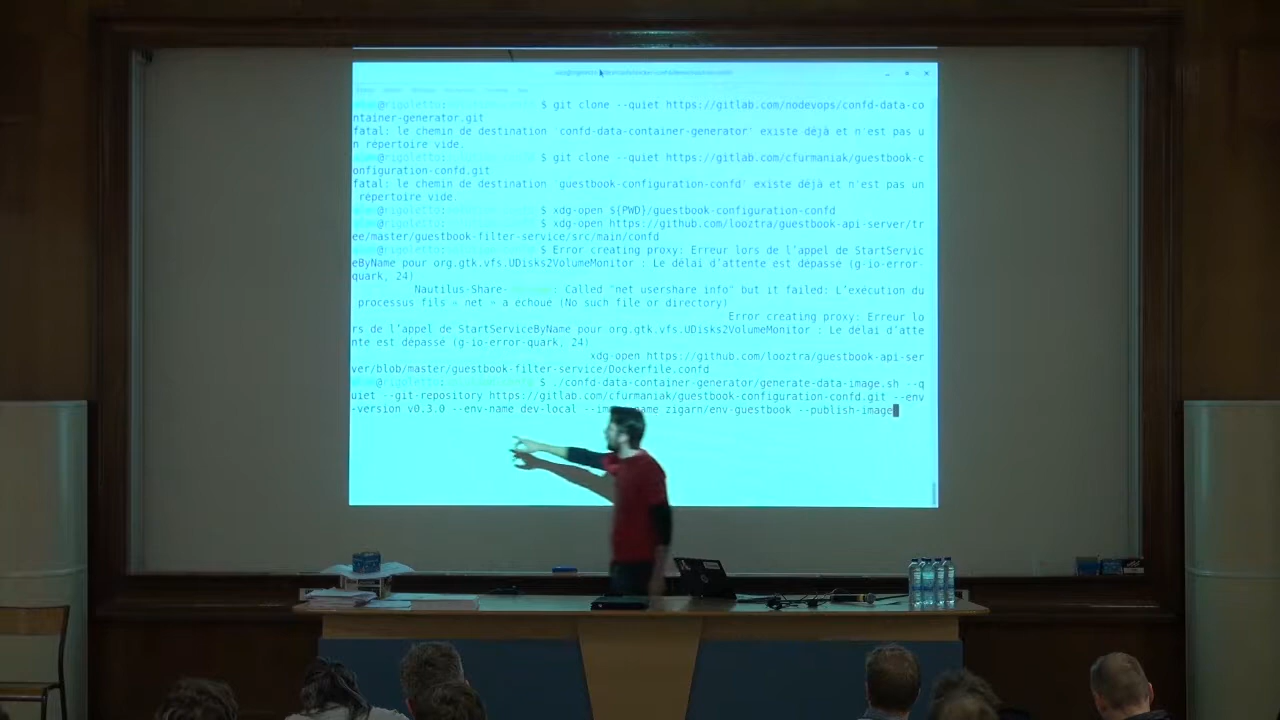 @rigoletto: $ git clone --quiet https://gitlab.com/nodevops/confd-data-co
ntainer-generator.git
fatal: le chemin de destination 'confd-data-container-generator' existe déjà et n'est pas u
n répertoire vide.
@rigoletto: $ git clone --quiet https://gitlab.com/cfurmaniak/guestbook-c
onfiguration-confd.git
fatal: le chemin de destination 'guestbook-configuration-confd' existe déjà et n'est pas un
répertoire vide.
@rigoletto: $ xdg-open ${PWD}/guestbook-configuration-confd
@rigoletto: $ xdg-open https://github.com/looztra/guestbook-api-server/tr
ee/master/guestbook-filter-service/src/main/confd
@rigoletto: $ Error creating proxy: Erreur lors de l'appel de StartServic
eByName pour org.gtk.vfs.UDisks2VolumeMonitor : Le délai d'attente est dépassé (g-io-error-
quark, 24)
Nautilus-Share- : Called "net usershare info" but it failed: L'exécution du
processus fils « net » a échoué (No such file or directory)
Error creating proxy: Erreur lo
rs de l'appel de StartServiceByName pour org.gtk.vfs.UDisks2VolumeMonitor : Le délai d'atte
nte est dépassé (g-io-error-quark, 24)
xdg-open https://github.com/looztra/guestbook-api-ser
ver/blob/master/guestbook-filter-service/Dockerfile.confd
@rigoletto: $ ./confd-data-container-generator/generate-data-image.sh --q
uiet --git-repository https://gitlab.com/cfurmaniak/guestbook-configuration-confd.git --env
-version v0.3.0 --env-name dev-local zigarn/env-guestbook --publish-image